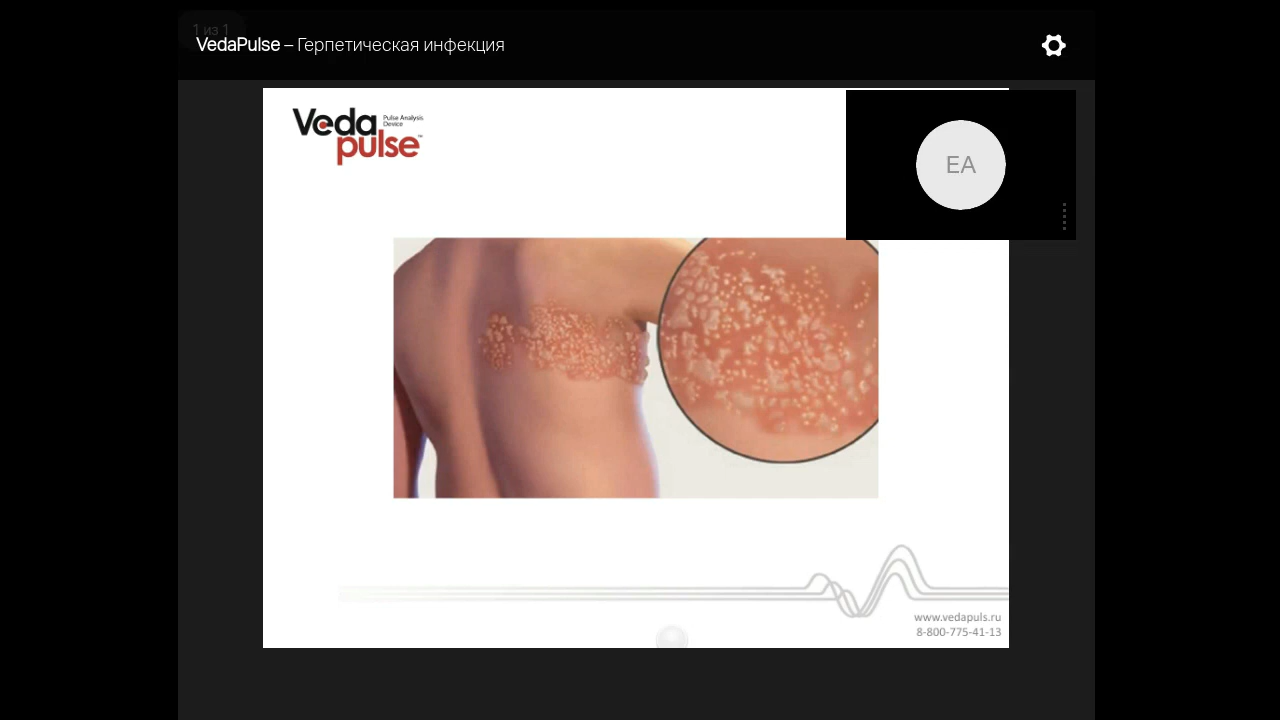 1 из 1
VedaPulse – Герпетическая инфекция
Veda
pulse
Pulse Analysis
Device
™
EA
www.vedapuls.ru
8-800-775-41-13